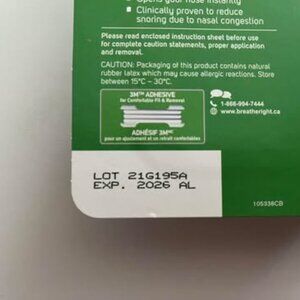 Opens your nose instantly
■ Clinically proven to reduce
snoring due to nasal congestion
Please read enclosed instruction sheet before use
for complete caution statements, proper application
and removal.
CAUTION: Packaging of this product contains natural
rubber latex which may cause allergic reactions. Store
between 15°C – 30°C.
3M™ ADHESIVE
for Comfortable Fit & Removal
ADHÉSIF 3Mᴹᶜ
pour un ajustement et un retrait confortables
1-866-994-7444
www.breatheright.ca
LOT 21G195A
EXP. 2026 AL
105936CB